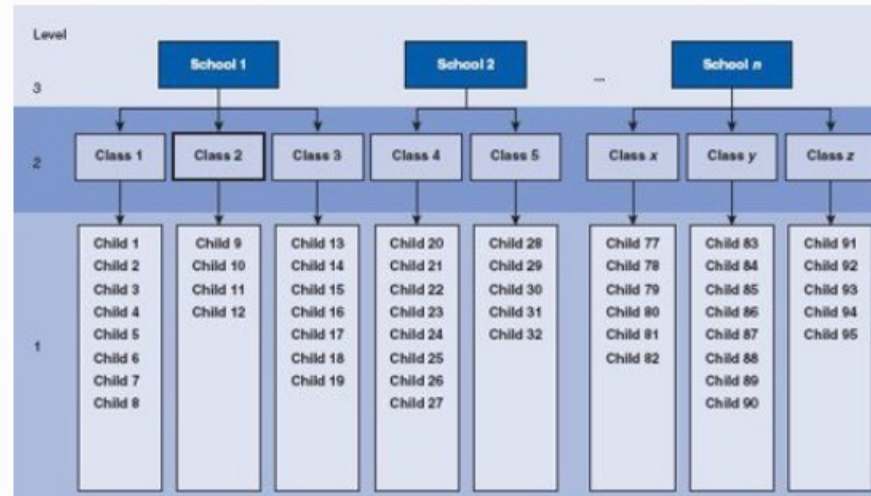 Level
School 1 School 2 ... School n
3
2 Class 1 Class 2 Class 3 Class 4 Class 5 Class x Class y Class z
Child 1 Child 9 Child 13 Child 20 Child 28 Child 77 Child 83 Child 91
Child 2 Child 10 Child 14 Child 21 Child 29 Child 78 Child 84 Child 92
Child 3 Child 11 Child 15 Child 22 Child 30 Child 79 Child 85 Child 93
Child 4 Child 12 Child 16 Child 23 Child 31 Child 80 Child 86 Child 94
Child 5 Child 17 Child 24 Child 32 Child 81 Child 87 Child 95
1
Child 6 Child 18 Child 25 Child 82 Child 88
Child 7 Child 19 Child 26 Child 89
Child 8 Child 27 Child 90